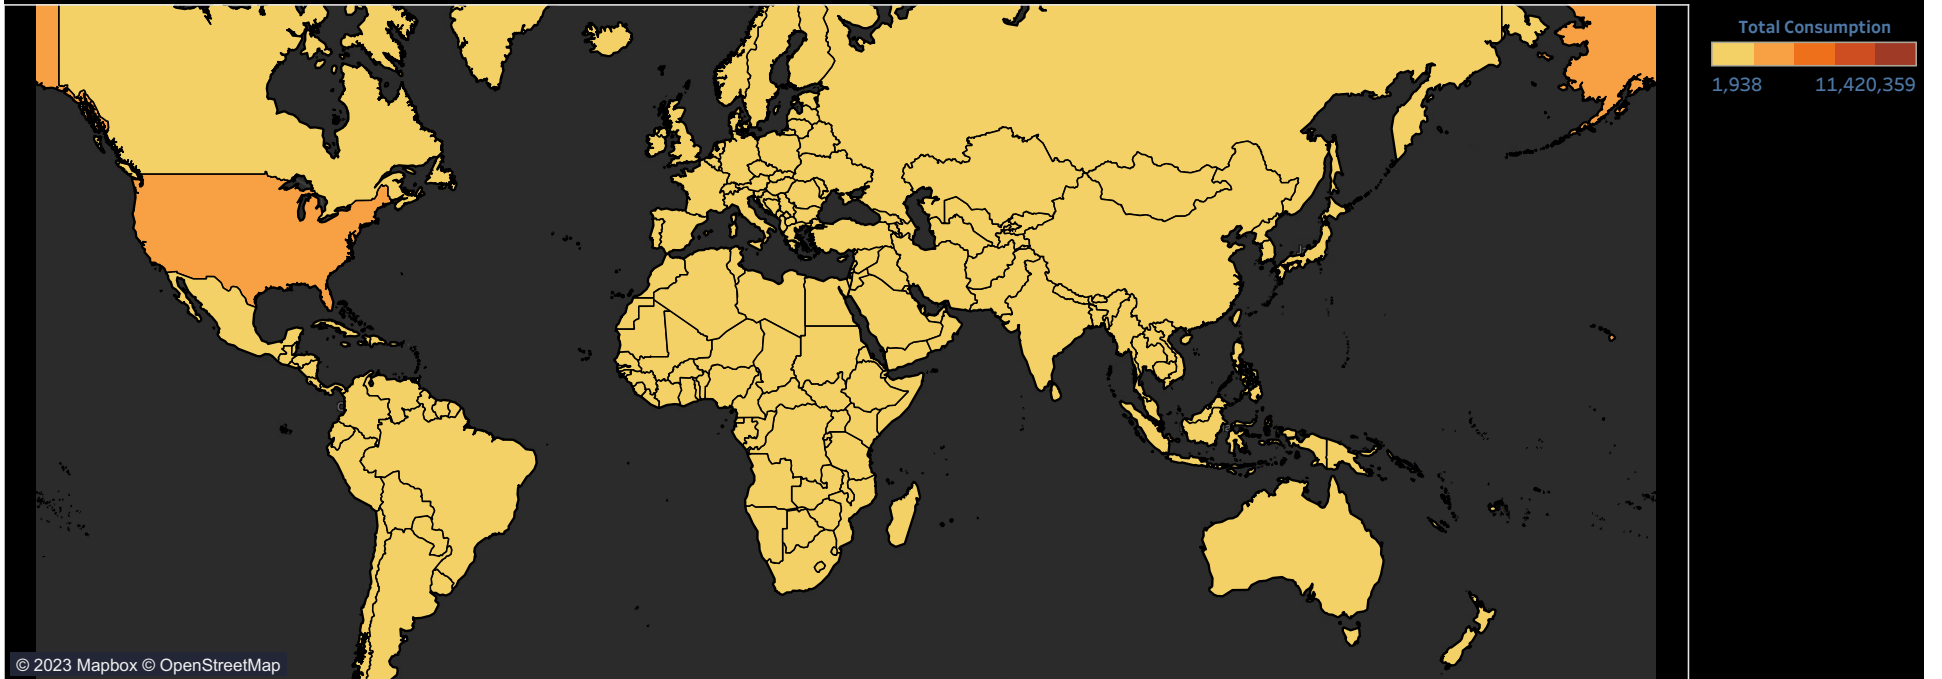 Total Consumption
1,938 11,420,359
© 2023 Mapbox © OpenStreetMap